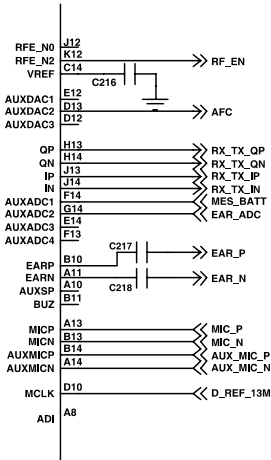 RFE_N0 J12
RFE_N2 K12 RF_EN
VREF C14
C216
AUXDAC1 E12
AUXDAC2 D13 AFC
AUXDAC3 D12
QP H13 RX_TX_QP
QN H14 RX_TX_QN
IP J13 RX_TX_IP
IN J14 RX_TX_IN
AUXADC1 F14 MES_BATT
AUXADC2 G14 EAR_ADC
AUXADC3 E14
AUXADC4 F13
C217 EAR_P
EARP B10
EARN A11 EAR_N
AUXSP A10 C218
BUZ B11
MICP A13 MIC_P
MICN B13 MIC_N
AUXMICP B14 AUX_MIC_P
AUXMICN A14 AUX_MIC_N
MCLK D10 D_REF_13M
ADI A8